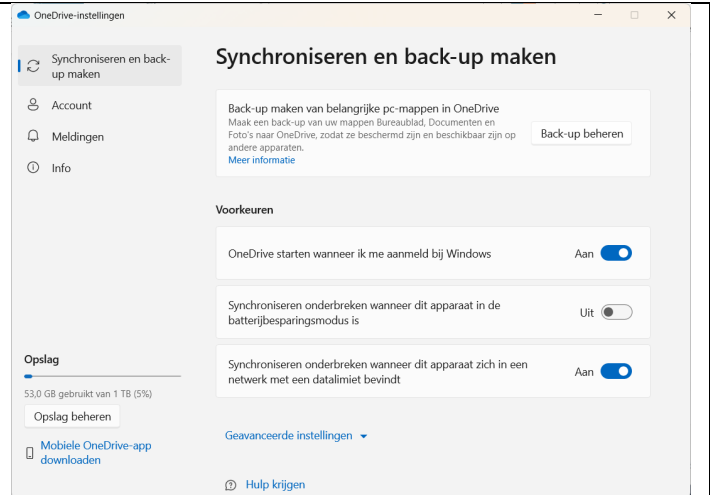 OneDrive-instellingen
Synchroniseren en back-
up maken
Account
Meldingen
Info
Opslag
53,0 GB gebruikt van 1 TB (5%)
Opslag beheren
Mobiele OneDrive-app
downloaden
Synchroniseren en back-up maken
Back-up maken van belangrijke pc-mappen in OneDrive
Maak een back-up van uw mappen Bureaublad, Documenten en
Foto's naar OneDrive, zodat ze beschermd zijn en beschikbaar zijn op
andere apparaten.
Meer informatie
Back-up beheren
Voorkeuren
OneDrive starten wanneer ik me aanmeld bij Windows
Aan
Synchroniseren onderbreken wanneer dit apparaat in de
batterijbesparingsmodus is
Uit
Synchroniseren onderbreken wanneer dit apparaat zich in een
netwerk met een datalimiet bevindt
Aan
Geavanceerde instellingen
Hulp krijgen